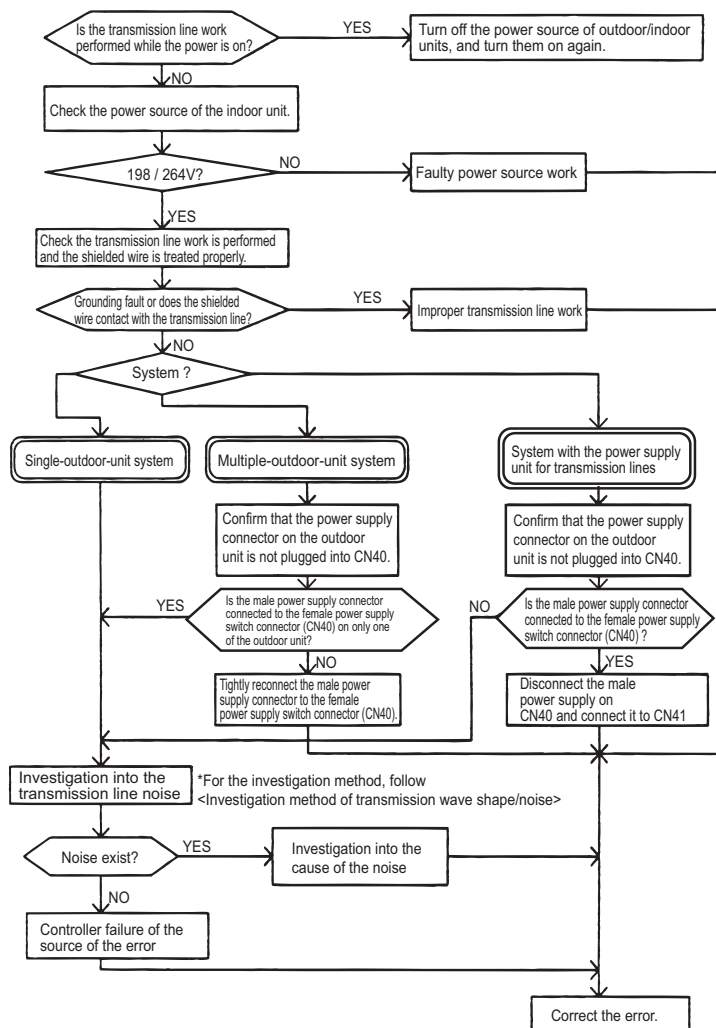 Is the transmission line work
performed while the power is on?
YES
Turn off the power source of outdoor/indoor
units, and turn them on again.
NO
Check the power source of the indoor unit.
198 / 264V?
NO
Faulty power source work
YES
Check the transmission line work is performed
and the shielded wire is treated properly.
Grounding fault or does the shielded
wire contact with the transmission line?
YES
Improper transmission line work
NO
System ?
Single-outdoor-unit system
Multiple-outdoor-unit system
System with the power supply
unit for transmission lines
Confirm that the power supply
connector on the outdoor
unit is not plugged into CN40.
Confirm that the power supply
connector on the outdoor
unit is not plugged into CN40.
YES
Is the male power supply connector
connected to the female power supply
switch connector (CN40) on only one
of the outdoor unit?
NO
Is the male power supply connector
connected to the female power supply
switch connector (CN40) ?
NO
YES
Tightly reconnect the male power
supply connector to the female
power supply switch connector (CN40).
Disconnect the male
power supply on
CN40 and connect it to CN41
Investigation into the
transmission line noise
*For the investigation method, follow
<Investigation method of transmission wave shape/noise>
Noise exist?
YES
Investigation into the
cause of the noise
NO
Controller failure of the
source of the error
Correct the error.